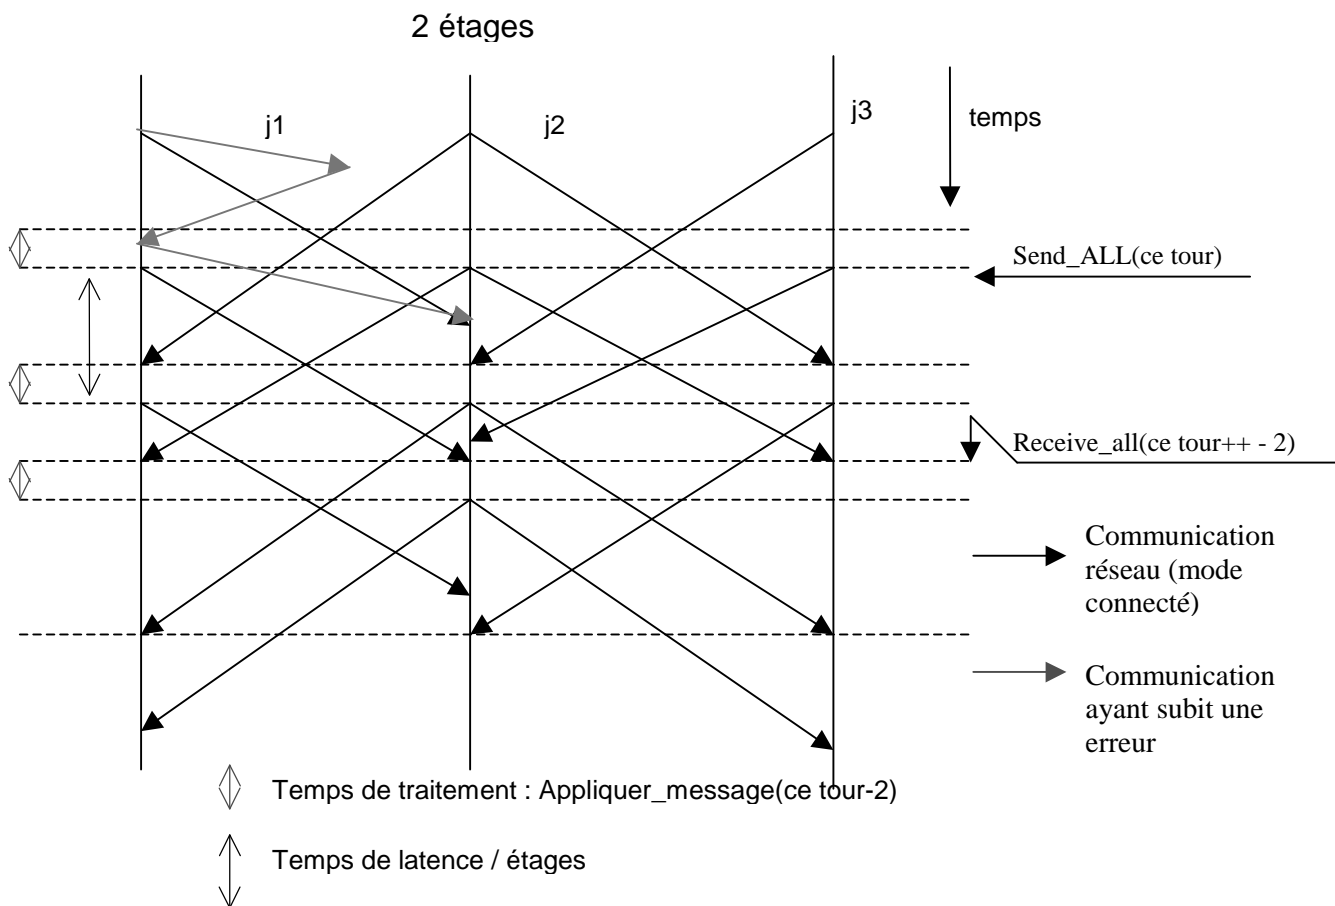 2 étages
j1
j2
j3
temps
Send_ALL(ce tour)
Receive_all(ce tour++ - 2)
Communication
réseau (mode
connecté)
Communication
ayant subit une
erreur
Temps de traitement : Appliquer_message(ce tour-2)
Temps de latence / étages